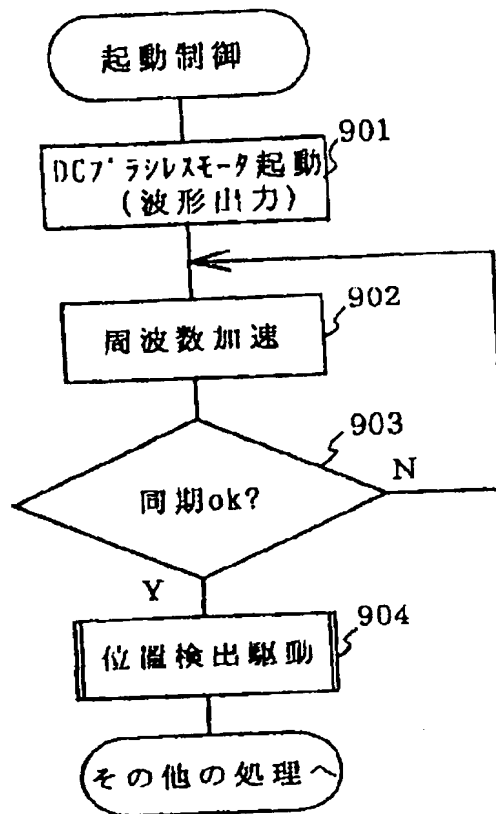 起動制御
901
DCブラシレスモータ起動
(波形出力)
902
周波数加速
903
同期ok?
N
Y
904
位置検出駆動
その他の処理へ